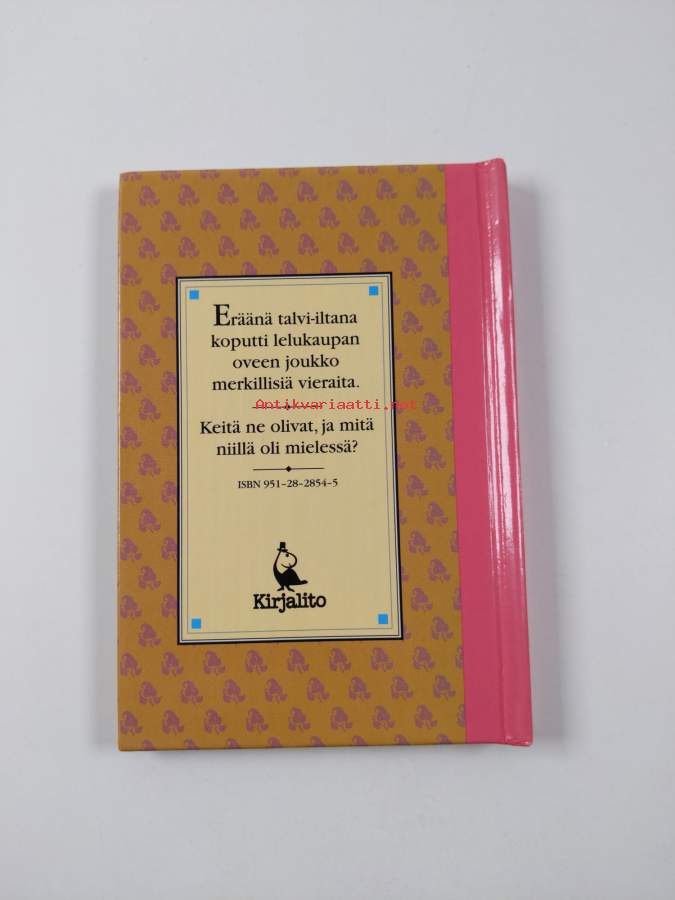 Eräänä talvi-iltana
koputti lelukaupan
oveen joukko
merkillisiä vieraita.
Antikvariaatti.net
Keitä ne olivat, ja mitä
niillä oli mielessä?
ISBN 951-28-2854-5
Kirjalito